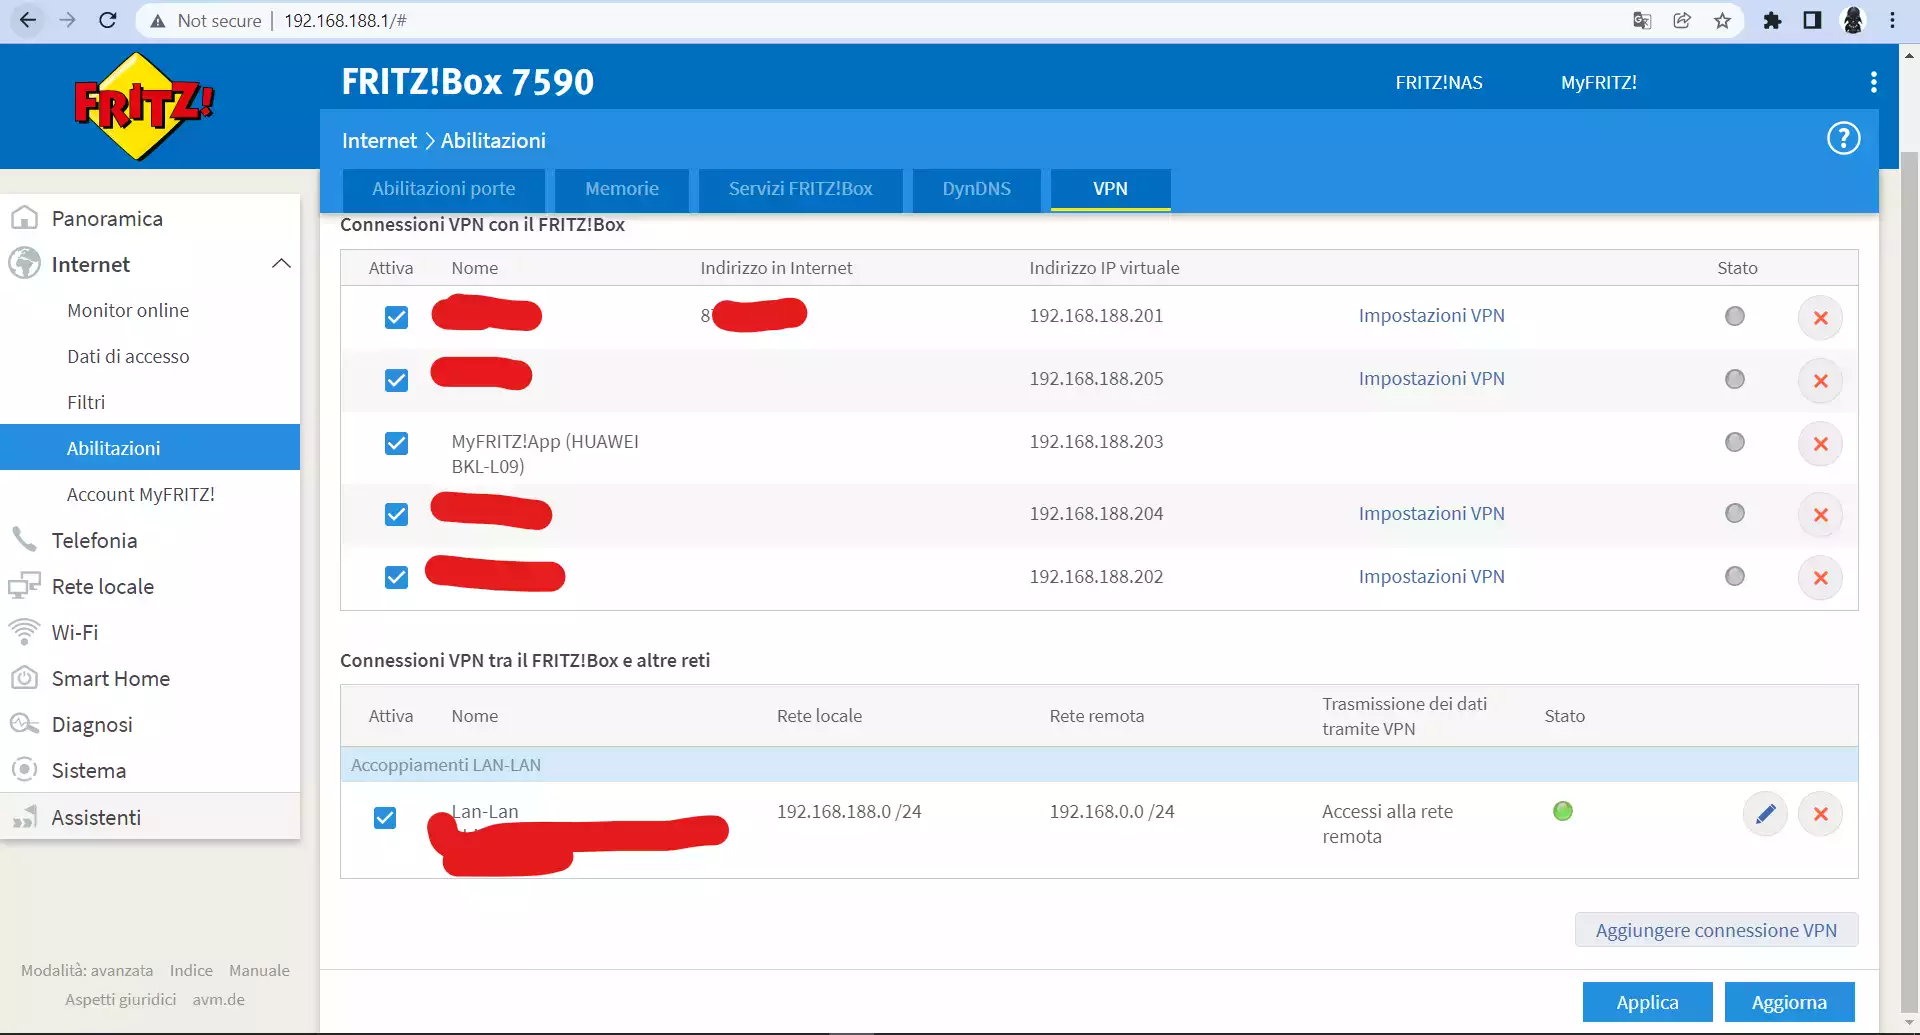 Not secure | 192.168.188.1/#
FRITZ!
FRITZ!Box 7590
FRITZ!NAS
MyFRITZ!
Internet > Abilitazioni
?
Abilitazioni porte
Memorie
Servizi FRITZ!Box
DynDNS
VPN
Panoramica
Internet
Monitor online
Dati di accesso
Filtri
Abilitazioni
Account MyFRITZ!
Telefonia
Rete locale
Wi-Fi
Smart Home
Diagnosi
Sistema
Assistenti
Modalità: avanzata Indice Manuale
Aspetti giuridici avm.de
Connessioni VPN con il FRITZ!Box
Attiva Nome Indirizzo in Internet Indirizzo IP virtuale Stato
8 192.168.188.201 Impostazioni VPN
192.168.188.205 Impostazioni VPN
MyFRITZ!App (HUAWEI 192.168.188.203
BKL-L09)
192.168.188.204 Impostazioni VPN
192.168.188.202 Impostazioni VPN
Connessioni VPN tra il FRITZ!Box e altre reti
Attiva Nome Rete locale Rete remota Trasmissione dei dati Stato
tramite VPN
Accoppiamenti LAN-LAN
Lan-Lan 192.168.188.0 /24 192.168.0.0 /24 Accessi alla rete
remota
Aggiungere connessione VPN
Applica
Aggiorna